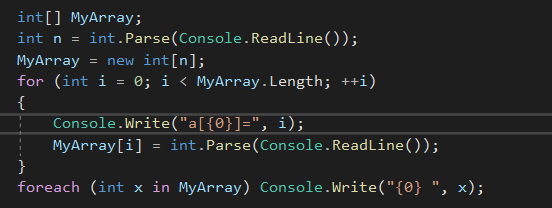 int[] MyArray;
int n = int.Parse(Console.ReadLine());
MyArray = new int[n];
for (int i = 0; i < MyArray.Length; ++i)
{
    Console.Write("a[{0}]=", i);
    MyArray[i] = int.Parse(Console.ReadLine());
}
foreach (int x in MyArray) Console.Write("{0} ", x);